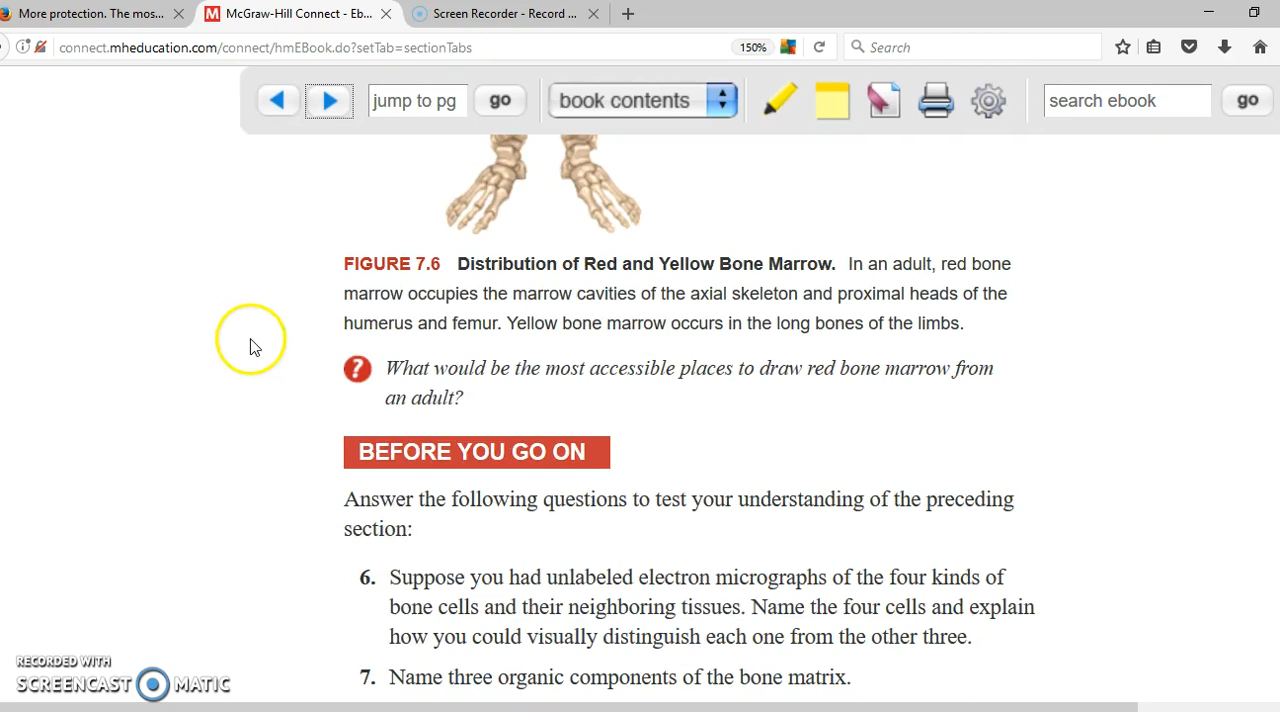 More protection. The mos...
McGraw-Hill Connect - Eb...
Screen Recorder - Record ...
connect.mheducation.com/connect/hmEBook.do?setTab=sectionTabs
150%
Search
jump to pg
go
book contents
search ebook
go
FIGURE 7.6 Distribution of Red and Yellow Bone Marrow. In an adult, red bone
marrow occupies the marrow cavities of the axial skeleton and proximal heads of the
humerus and femur. Yellow bone marrow occurs in the long bones of the limbs.
? What would be the most accessible places to draw red bone marrow from
an adult?
BEFORE YOU GO ON
Answer the following questions to test your understanding of the preceding
section:
6. Suppose you had unlabeled electron micrographs of the four kinds of
bone cells and their neighboring tissues. Name the four cells and explain
how you could visually distinguish each one from the other three.
7. Name three organic components of the bone matrix.
RECORDED WITH
SCREENCAST MATIC